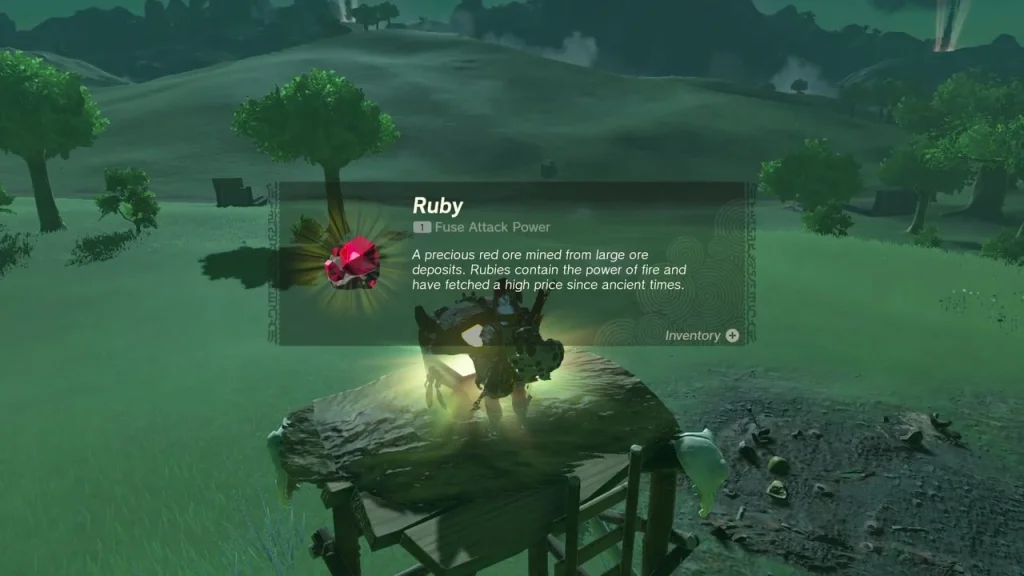 Ruby
1 Fuse Attack Power
A precious red ore mined from large ore
deposits. Rubies contain the power of fire and
have fetched a high price since ancient times.
Inventory +